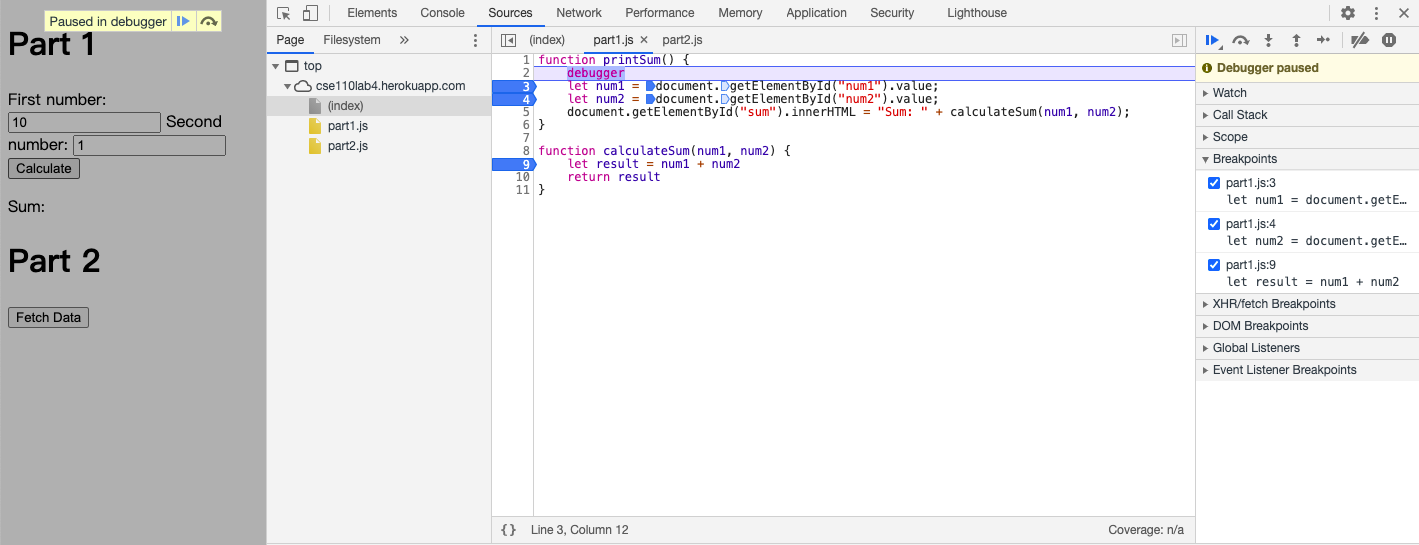 Paused in debugger
Part 1
First number:
10 Second
number: 1
Calculate
Sum:
Part 2
Fetch Data
Elements Console Sources Network Performance Memory Application Security Lighthouse
Page Filesystem »
top
cse110lab4.herokuapp.com
(index)
part1.js
part2.js
(index) part1.js × part2.js
1 function printSum() {
2 debugger
3 let num1 = document.getElementById("num1").value;
4 let num2 = document.getElementById("num2").value;
5 document.getElementById("sum").innerHTML = "Sum: " + calculateSum(num1, num2);
6 }
7
8 function calculateSum(num1, num2) {
9 let result = num1 + num2
10 return result
11 }
{} Line 3, Column 12 Coverage: n/a
Debugger paused
Watch
Call Stack
Scope
Breakpoints
part1.js:3
let num1 = document.getE…
part1.js:4
let num2 = document.getE…
part1.js:9
let result = num1 + num2
XHR/fetch Breakpoints
DOM Breakpoints
Global Listeners
Event Listener Breakpoints